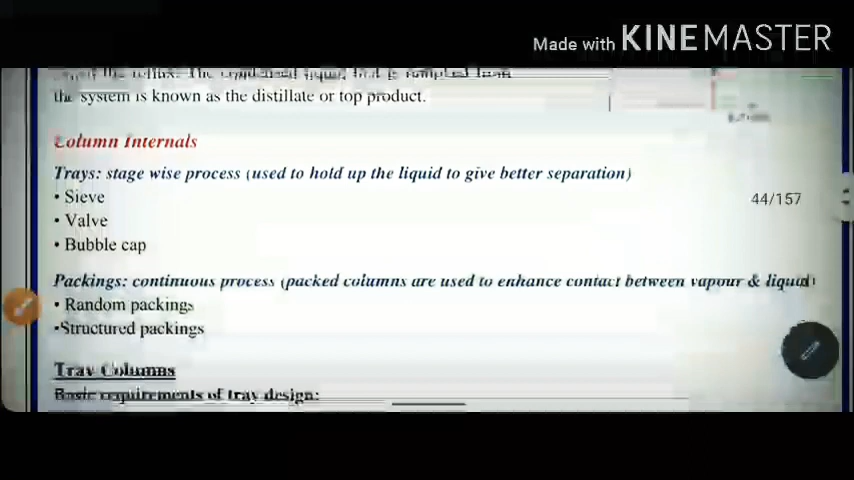 Made with KINEMASTER
the system is known as the distillate or top product.
Column Internals
Trays: stage wise process (used to hold up the liquid to give better separation)
• Sieve
44/157
• Valve
• Bubble cap
Packings: continuous process (packed columns are used to enhance contact between vapour & liquid)
• Random packings
•Structured packings
Tray Columns
Basic requirements of tray design: